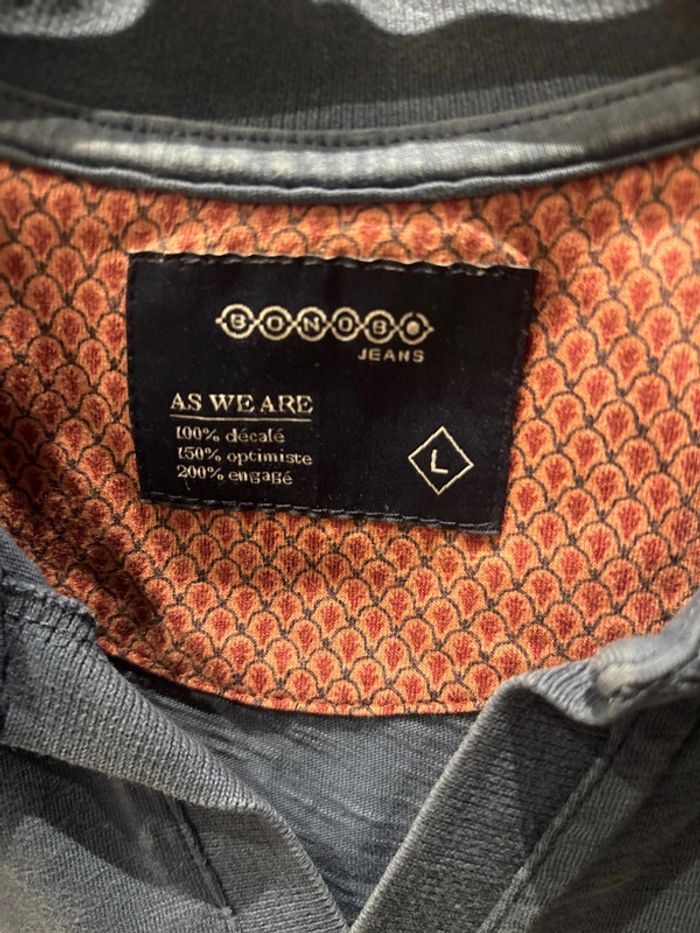 BONOBO
JEANS
AS WE ARE
100% décalé
150% optimiste
200% engagé
L